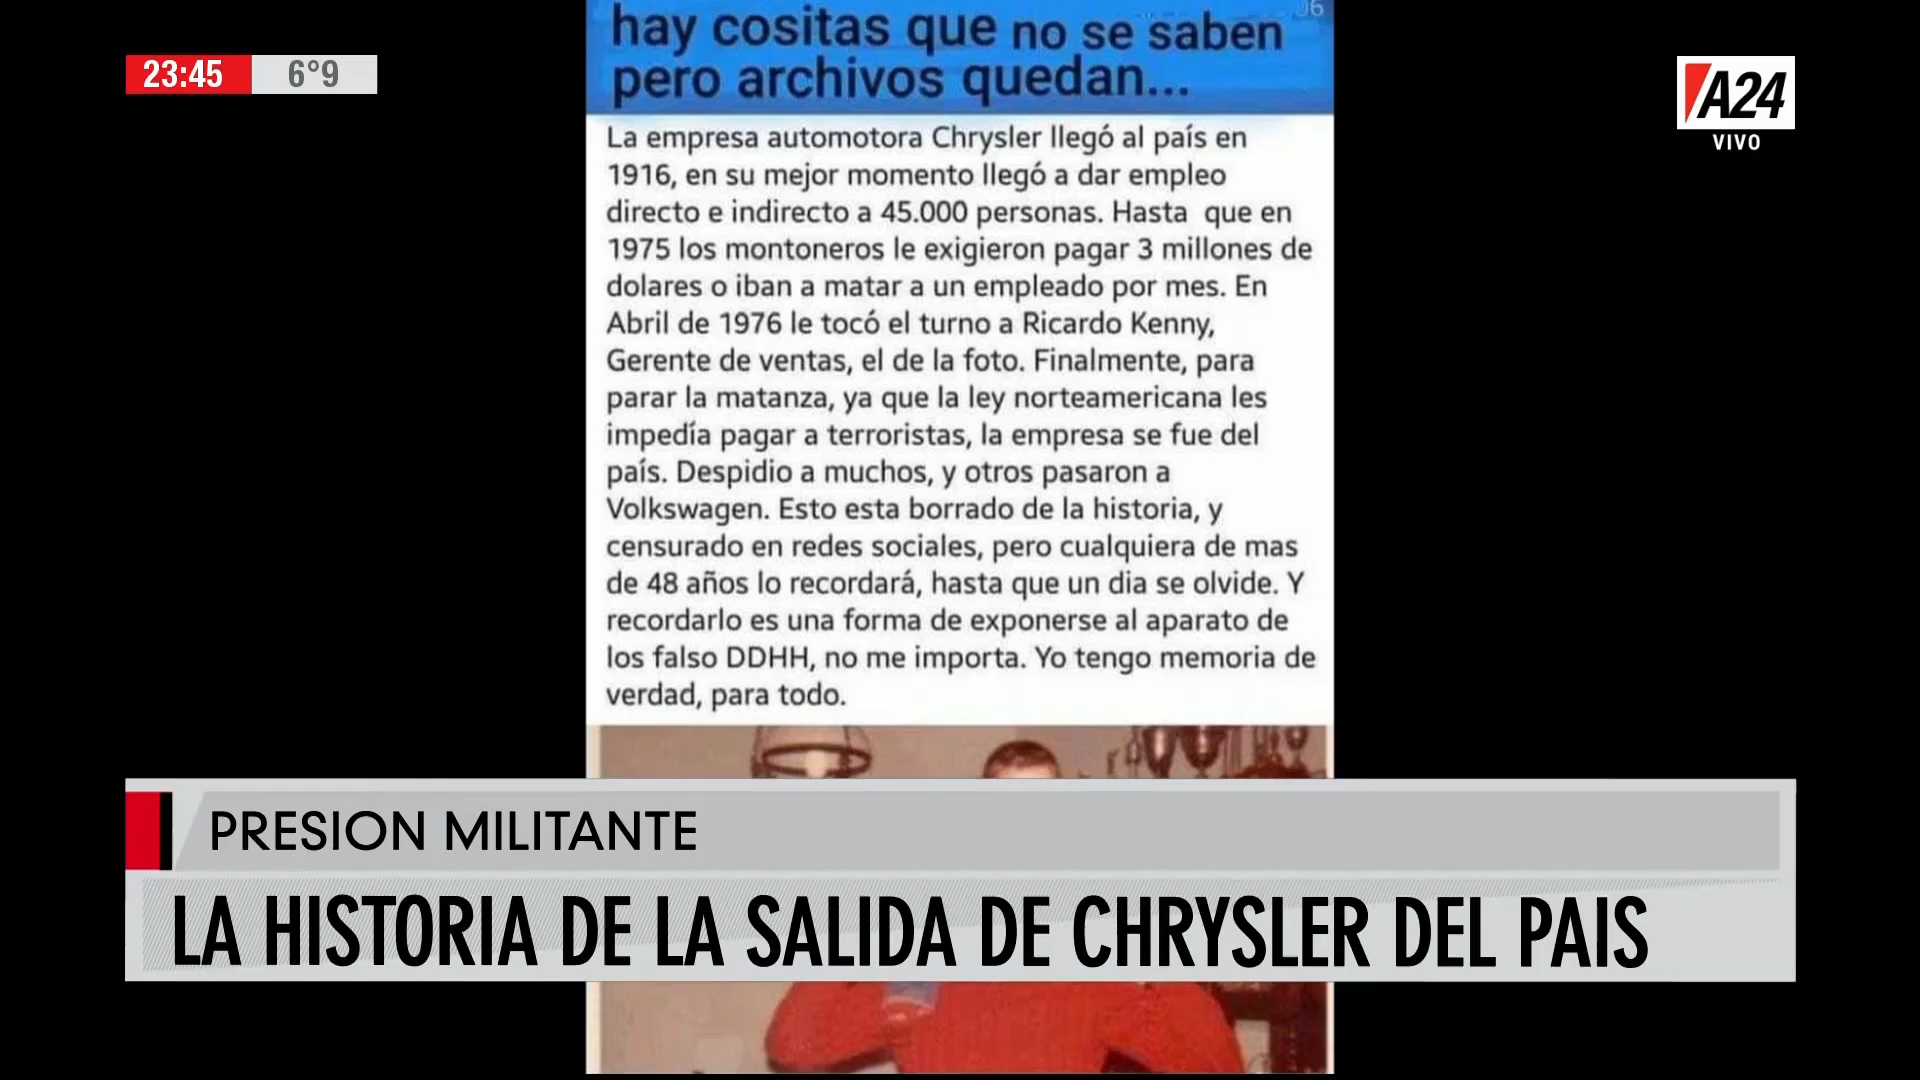 hay cositas que no se saben
pero archivos quedan...
23:45 6°9
A24
VIVO
La empresa automotora Chrysler llegó al país en
1916, en su mejor momento llegó a dar empleo
directo e indirecto a 45.000 personas. Hasta que en
1975 los montoneros le exigieron pagar 3 millones de
dolares o iban a matar a un empleado por mes. En
Abril de 1976 le tocó el turno a Ricardo Kenny,
Gerente de ventas, el de la foto. Finalmente, para
parar la matanza, ya que la ley norteamericana les
impedía pagar a terroristas, la empresa se fue del
país. Despidio a muchos, y otros pasaron a
Volkswagen. Esto esta borrado de la historia, y
censurado en redes sociales, pero cualquiera de mas
de 48 años lo recordará, hasta que un dia se olvide. Y
recordarlo es una forma de exponerse al aparato de
los falso DDHH, no me importa. Yo tengo memoria de
verdad, para todo.
PRESION MILITANTE
LA HISTORIA DE LA SALIDA DE CHRYSLER DEL PAIS